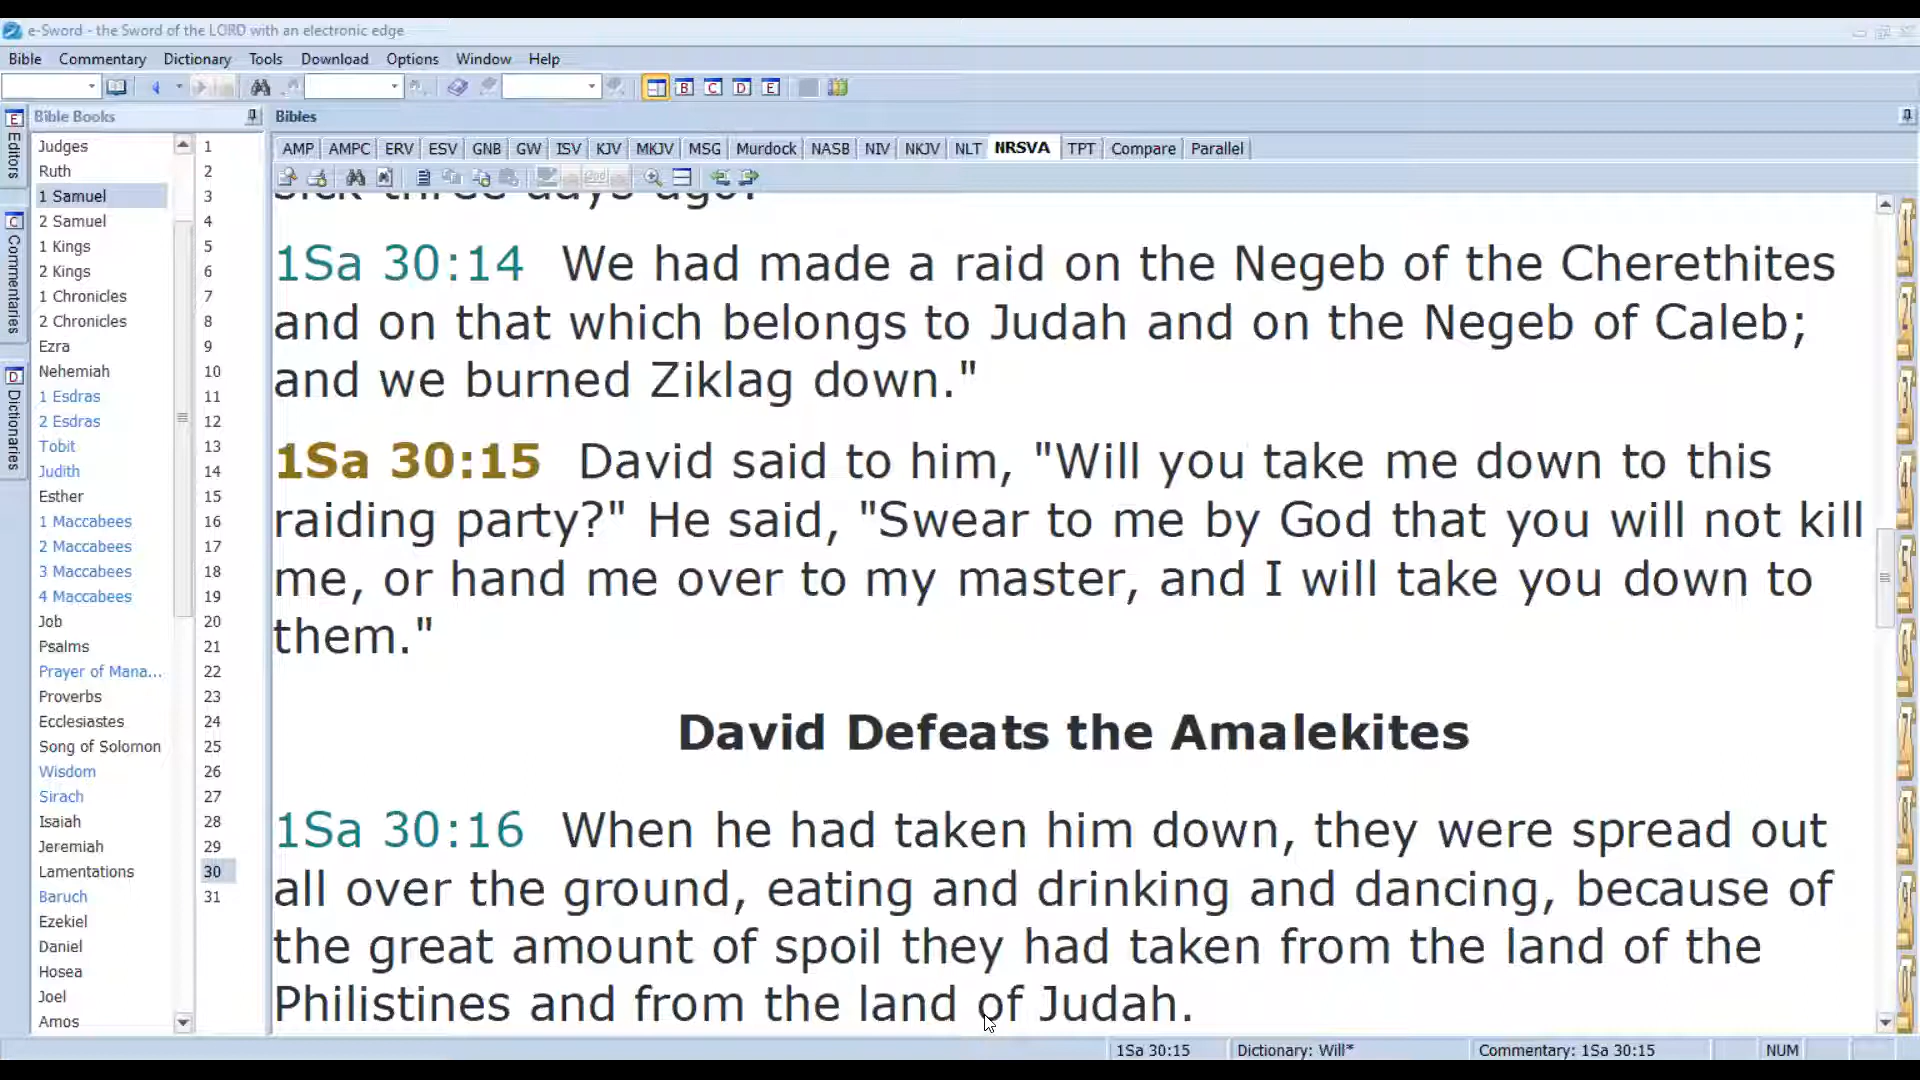 e-Sword - the Sword of the LORD with an electronic edge
Bible Commentary Dictionary Tools Download Options Window Help
B C D E
E Editors
C Commentaries
D Dictionaries
Bible Books
Judges
Ruth
1 Samuel
2 Samuel
1 Kings
2 Kings
1 Chronicles
2 Chronicles
Ezra
Nehemiah
1 Esdras
2 Esdras
Tobit
Judith
Esther
1 Maccabees
2 Maccabees
3 Maccabees
4 Maccabees
Job
Psalms
Prayer of Mana...
Proverbs
Ecclesiastes
Song of Solomon
Wisdom
Sirach
Isaiah
Jeremiah
Lamentations
Baruch
Ezekiel
Daniel
Hosea
Joel
Amos
1
2
3
4
5
6
7
8
9
10
11
12
13
14
15
16
17
18
19
20
21
22
23
24
25
26
27
28
29
30
31
Bibles
AMP AMPC ERV ESV GNB GW ISV KJV MKJV MSG Murdock NASB NIV NKJV NLT NRSVA TPT Compare Parallel
sick three days ago.
1Sa 30:14 We had made a raid on the Negeb of the Cherethites
and on that which belongs to Judah and on the Negeb of Caleb;
and we burned Ziklag down."
1Sa 30:15 David said to him, "Will you take me down to this
raiding party?" He said, "Swear to me by God that you will not kill
me, or hand me over to my master, and I will take you down to
them."
David Defeats the Amalekites
1Sa 30:16 When he had taken him down, they were spread out
all over the ground, eating and drinking and dancing, because of
the great amount of spoil they had taken from the land of the
Philistines and from the land of Judah.
1Sa 30:15 Dictionary: Will* Commentary: 1Sa 30:15 NUM